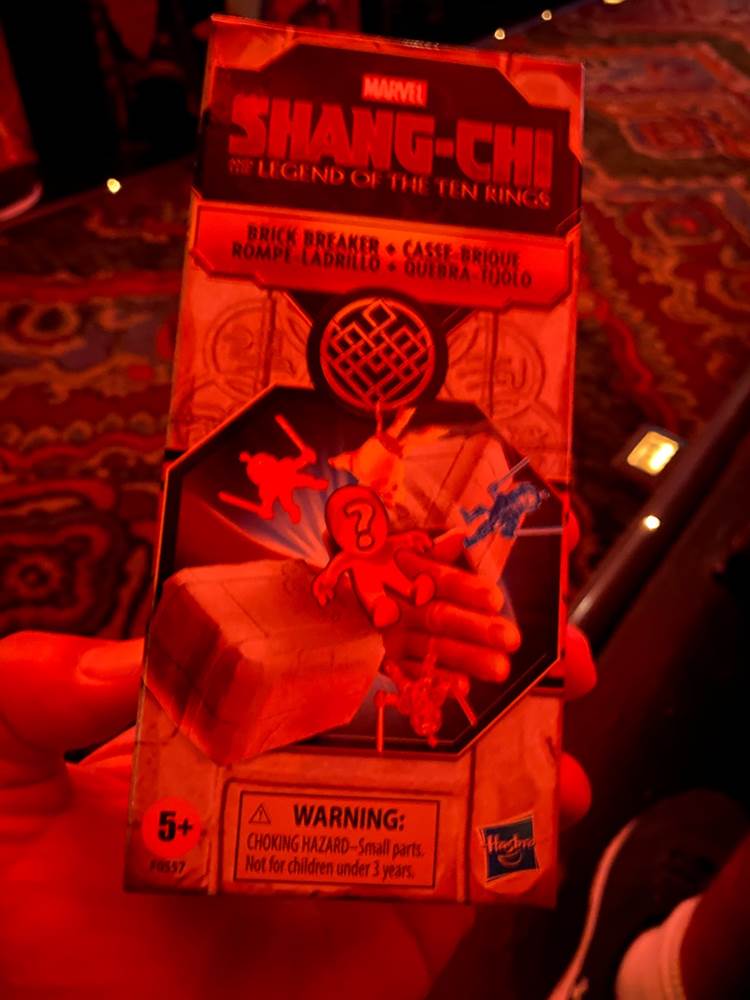 MARVEL
SHANG-CHI
AND THE LEGEND OF THE TEN RINGS
BRICK BREAKER ♦ CASSE-BRIQUE
ROMPE LADRILLO ♦ QUEBRA-TIJOLO
?
5+
F0557
⚠ WARNING:
CHOKING HAZARD–Small parts.
Not for children under 3 years.
Hasbro